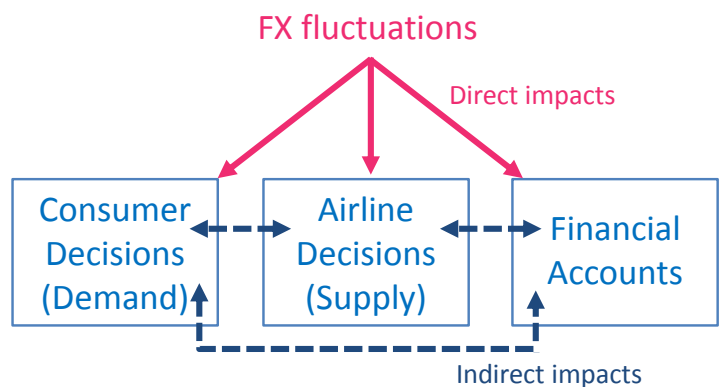 FX fluctuations
Direct impacts
Consumer
Decisions
(Demand)
Airline
Decisions
(Supply)
Financial
Accounts
Indirect impacts